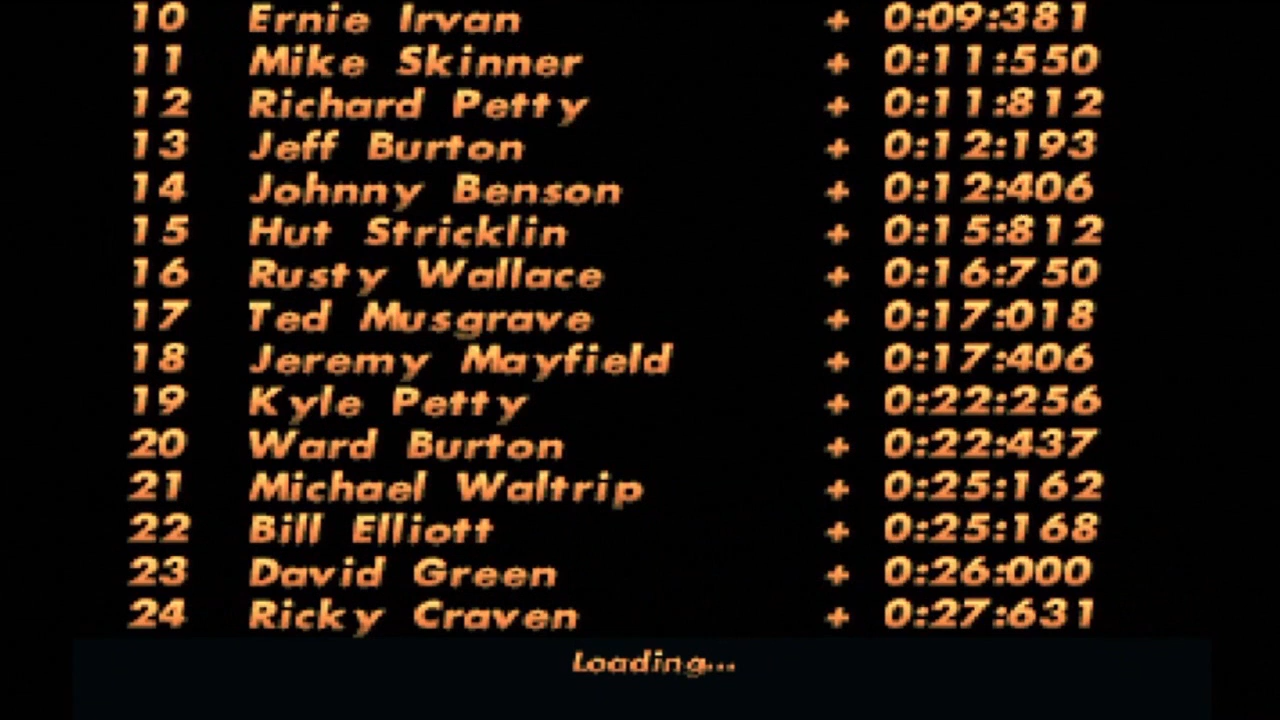 10 Ernie Irvan + 0:09:381
11 Mike Skinner + 0:11:550
12 Richard Petty + 0:11:812
13 Jeff Burton + 0:12:193
14 Johnny Benson + 0:12:406
15 Hut Stricklin + 0:15:812
16 Rusty Wallace + 0:16:750
17 Ted Musgrave + 0:17:018
18 Jeremy Mayfield + 0:17:406
19 Kyle Petty + 0:22:256
20 Ward Burton + 0:22:437
21 Michael Waltrip + 0:25:162
22 Bill Elliott + 0:25:168
23 David Green + 0:26:000
24 Ricky Craven + 0:27:631
Loading...